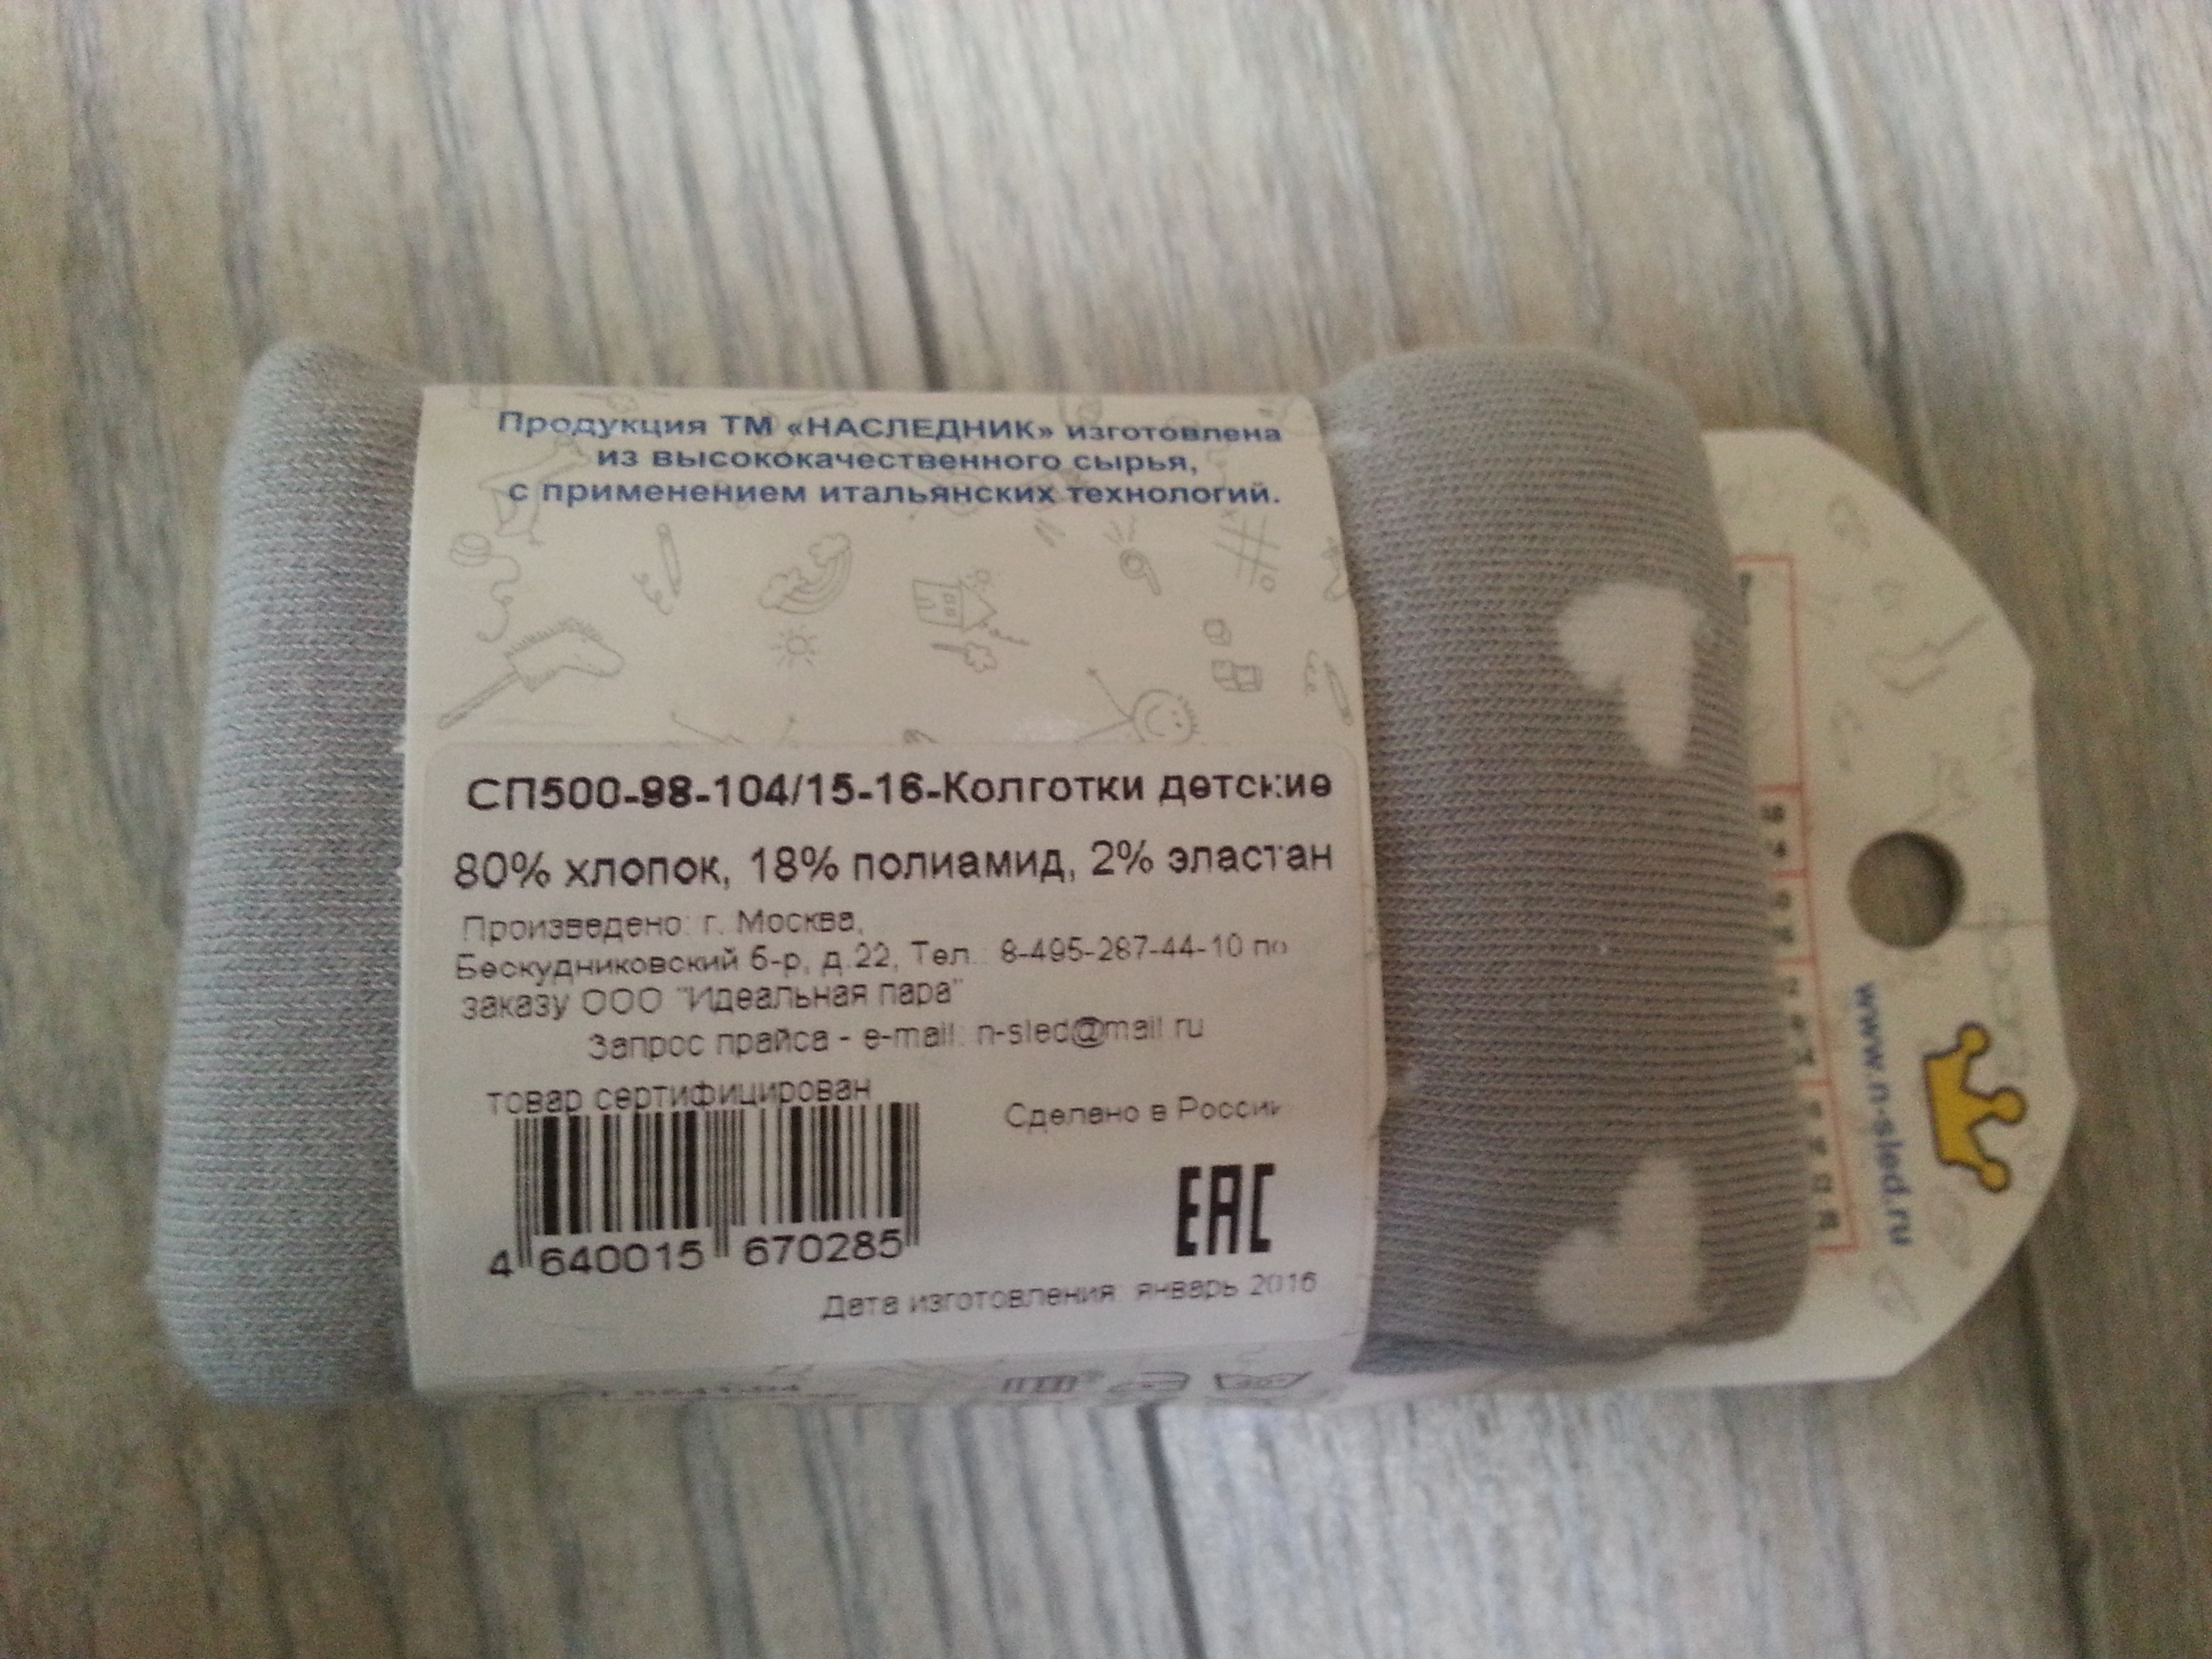 Продукция ТМ «НАСЛЕДНИК» изготовлена
из высококачественного сырья,
с применением итальянских технологий.
СП500-98-104/15-16-Колготки детские
80% хлопок, 18% полиамид, 2% эластан
Произведено: г. Москва,
Бескудниковский б-р, д.22, Тел.: 8-495-287-44-10 по
заказу ООО "Идеальная пара"
Запрос прайса - e-mail: n-sled@mail.ru
товар сертифицирован
Сделано в России
4 640015 670285
EAC
Дата изготовления: январь 2016
www.n-sled.ru